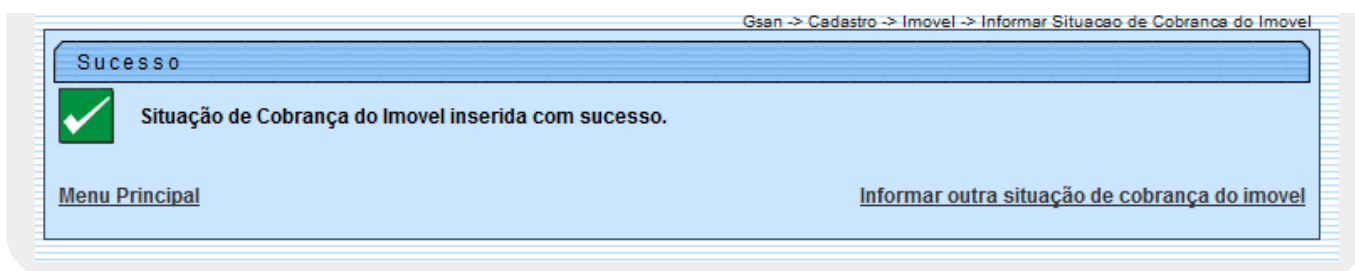 Gsan -> Cadastro -> Imovel -> Informar Situacao de Cobranca do Imovel
Sucesso
Situação de Cobrança do Imovel inserida com sucesso.
Menu Principal
Informar outra situação de cobrança do imovel